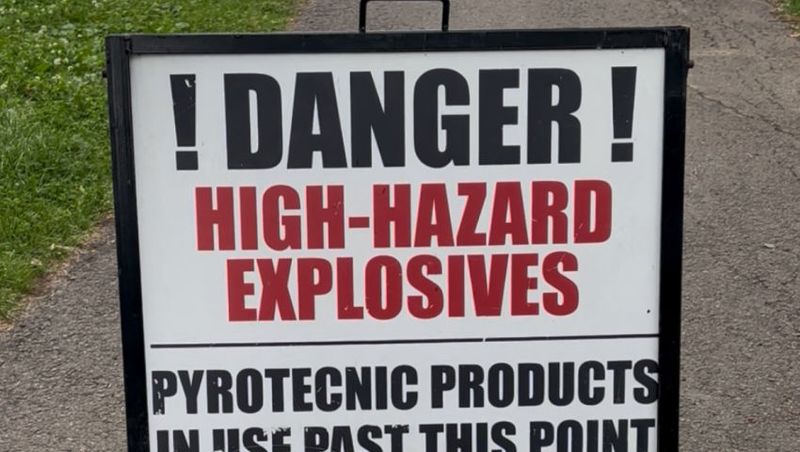 ! DANGER !
HIGH-HAZARD
EXPLOSIVES
PYROTECNIC PRODUCTS
IN USE PAST THIS POINT